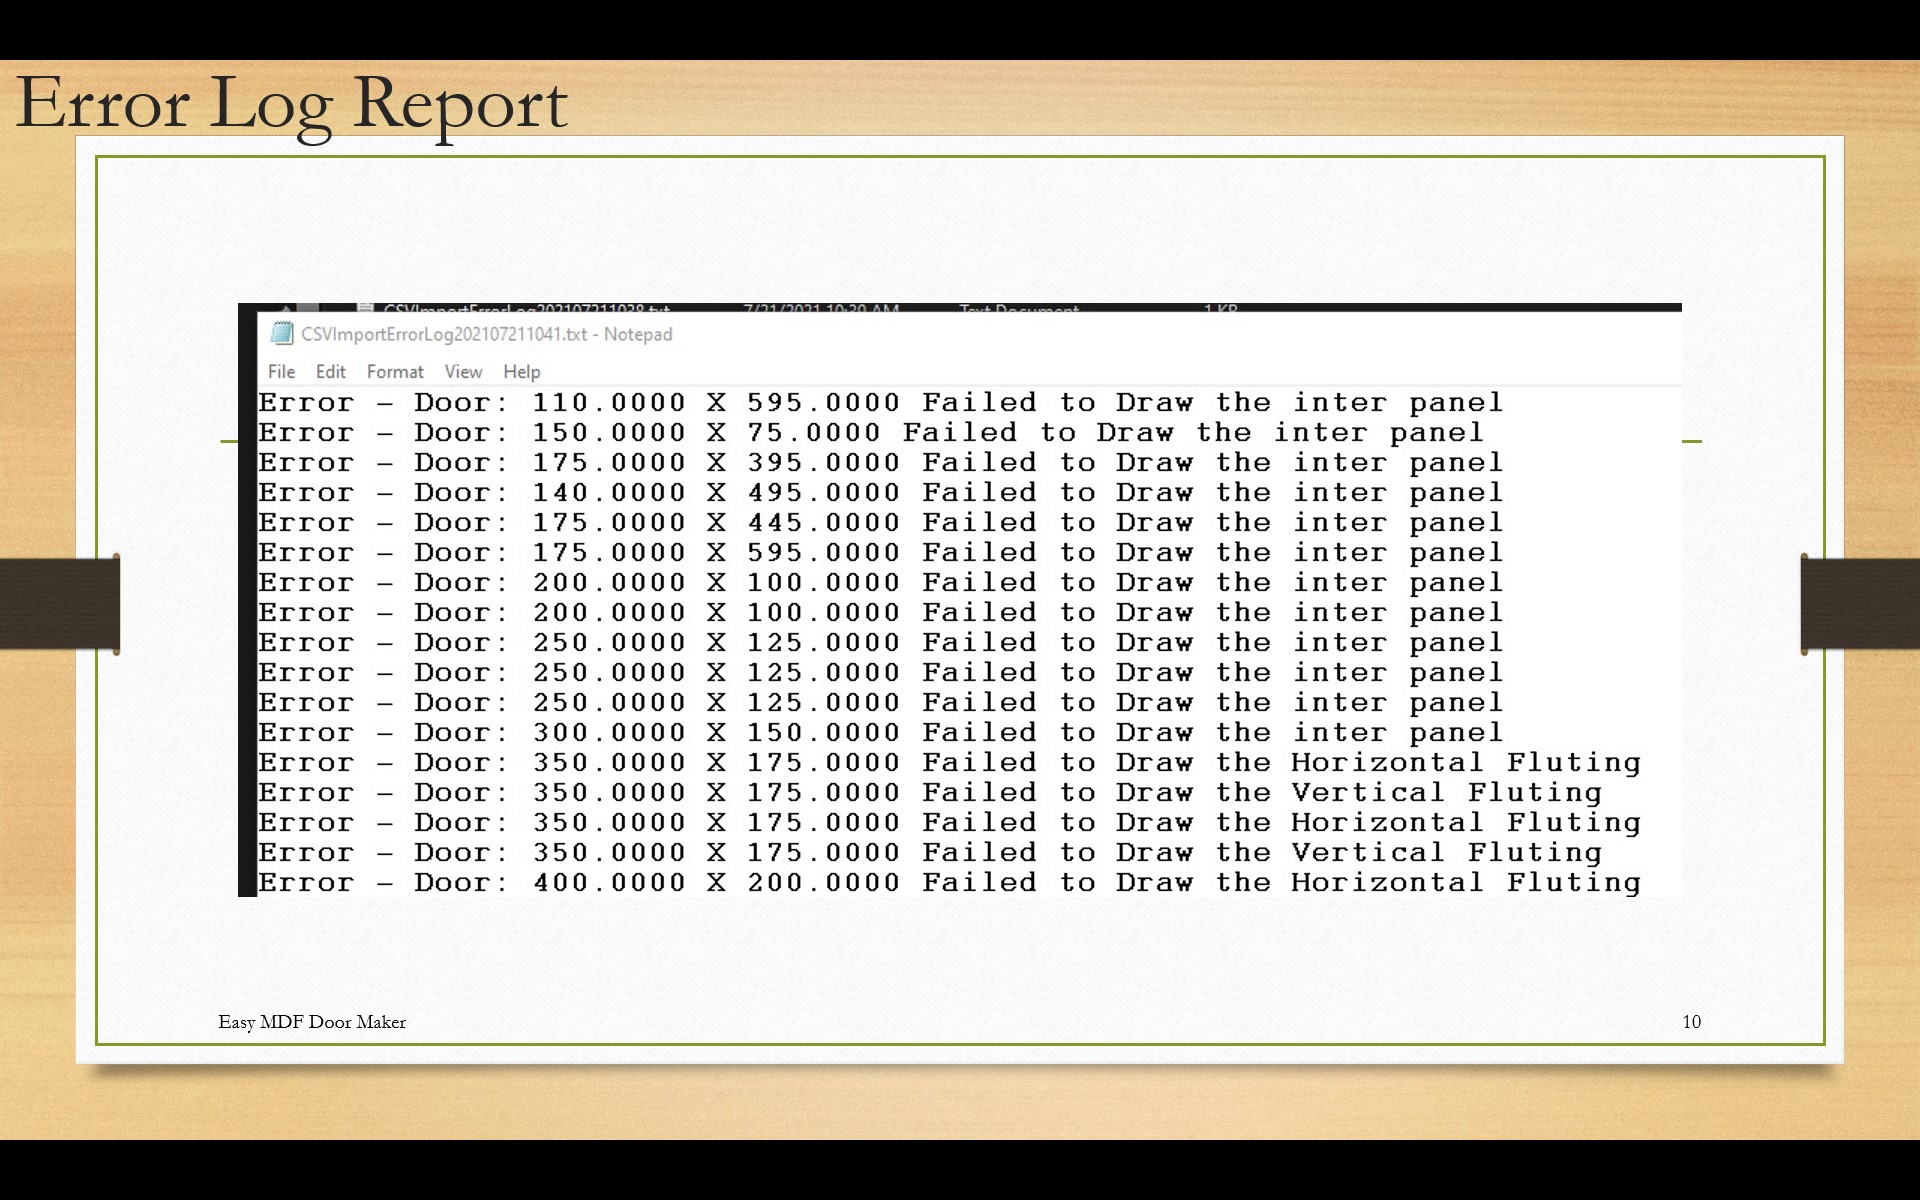 Error Log Report
CSVImportErrorLog202107211038.txt 7/21/2021 10:39 AM Text Document 1 KB
CSVImportErrorLog202107211041.txt - Notepad
File Edit Format View Help
Error - Door: 110.0000 X 595.0000 Failed to Draw the inter panel
Error - Door: 150.0000 X 75.0000 Failed to Draw the inter panel
Error - Door: 175.0000 X 395.0000 Failed to Draw the inter panel
Error - Door: 140.0000 X 495.0000 Failed to Draw the inter panel
Error - Door: 175.0000 X 445.0000 Failed to Draw the inter panel
Error - Door: 175.0000 X 595.0000 Failed to Draw the inter panel
Error - Door: 200.0000 X 100.0000 Failed to Draw the inter panel
Error - Door: 200.0000 X 100.0000 Failed to Draw the inter panel
Error - Door: 250.0000 X 125.0000 Failed to Draw the inter panel
Error - Door: 250.0000 X 125.0000 Failed to Draw the inter panel
Error - Door: 250.0000 X 125.0000 Failed to Draw the inter panel
Error - Door: 300.0000 X 150.0000 Failed to Draw the inter panel
Error - Door: 350.0000 X 175.0000 Failed to Draw the Horizontal Fluting
Error - Door: 350.0000 X 175.0000 Failed to Draw the Vertical Fluting
Error - Door: 350.0000 X 175.0000 Failed to Draw the Horizontal Fluting
Error - Door: 350.0000 X 175.0000 Failed to Draw the Vertical Fluting
Error - Door: 400.0000 X 200.0000 Failed to Draw the Horizontal Fluting
Easy MDF Door Maker
10